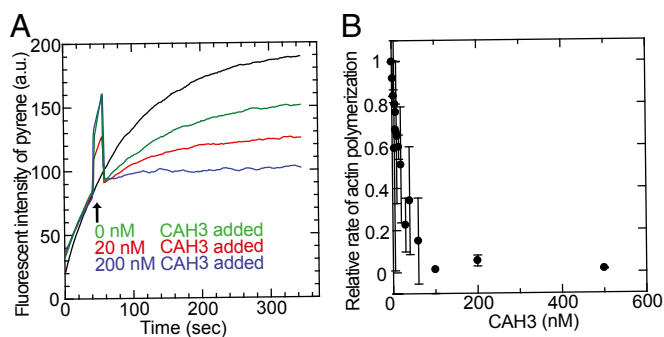 A
200
150
100
50
0
Fluorescent intensity of pyrene (a.u.)
0 nM CAH3 added
20 nM CAH3 added
200 nM CAH3 added
0 100 200 300
Time (sec)
B
1
0.8
0.6
0.4
0.2
0
Relative rate of actin polymerization
0 200 400 600
CAH3 (nM)